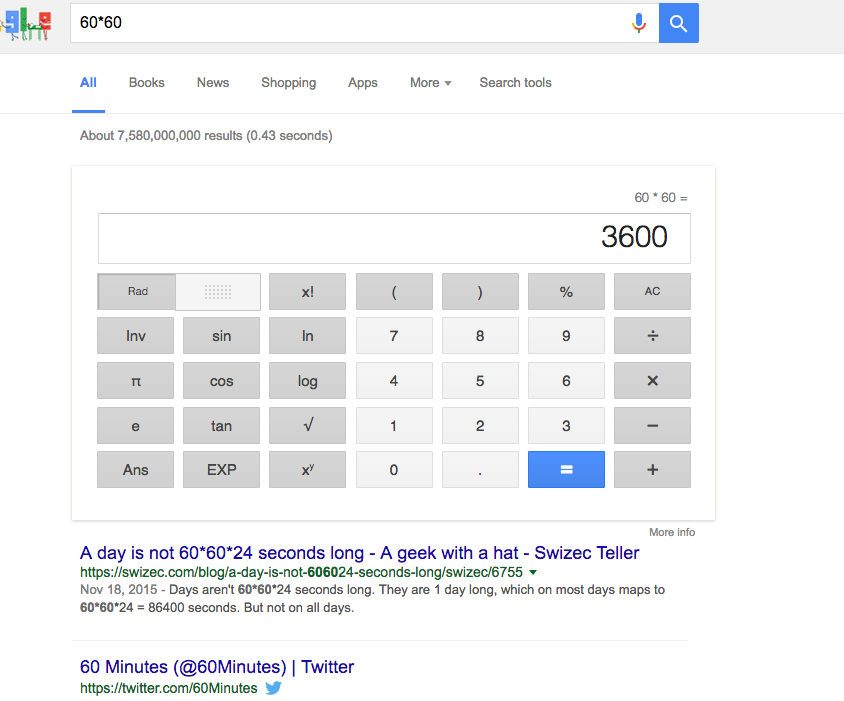 60*60
All Books News Shopping Apps More Search tools
About 7,580,000,000 results (0.43 seconds)
60 * 60 =
3600
Rad x! ( ) % AC
Inv sin ln 7 8 9 ÷
π cos log 4 5 6 ×
e tan √ 1 2 3 −
Ans EXP xʸ 0 . = +
More info
A day is not 60*60*24 seconds long - A geek with a hat - Swizec Teller
https://swizec.com/blog/a-day-is-not-606024-seconds-long/swizec/6755
Nov 18, 2015 - Days aren't 60*60*24 seconds long. They are 1 day long, which on most days maps to
60*60*24 = 86400 seconds. But not on all days.
60 Minutes (@60Minutes) | Twitter
https://twitter.com/60Minutes